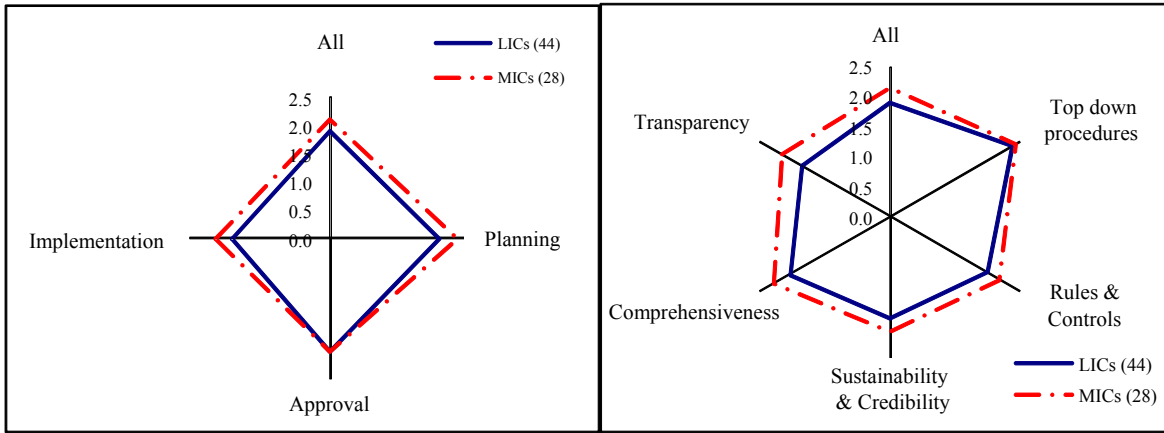 All
LICs (44)
MICs (28)
2.5
2.0
1.5
1.0
0.5
0.0
Implementation
Planning
Approval
All
2.5
2.0
1.5
1.0
0.5
0.0
Transparency
Top down
procedures
Comprehensiveness
Rules &
Controls
Sustainability
& Credibility
LICs (44)
MICs (28)